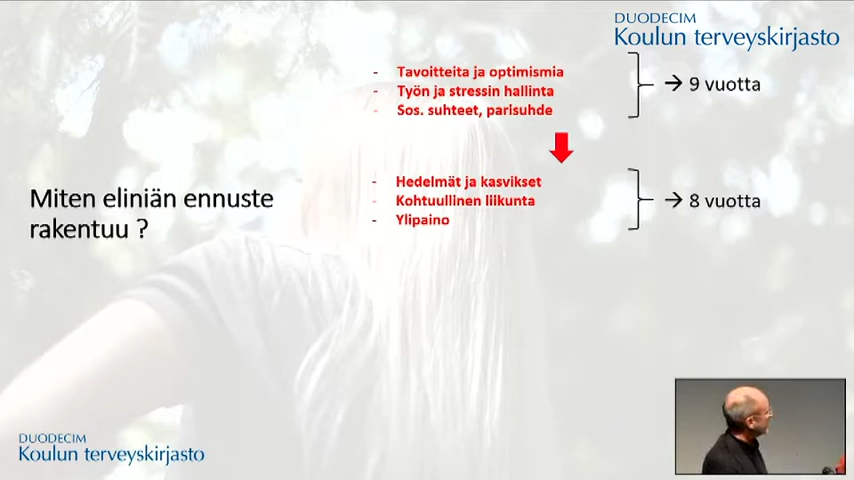 DUODECIM
Koulun terveyskirjasto
- Tavoitteita ja optimismia
- Työn ja stressin hallinta
- Sos. suhteet, parisuhde
→ 9 vuotta
Miten eliniän ennuste
rakentuu ?
- Hedelmät ja kasvikset
- Kohtuullinen liikunta
- Ylipaino
→ 8 vuotta
DUODECIM
Koulun terveyskirjasto